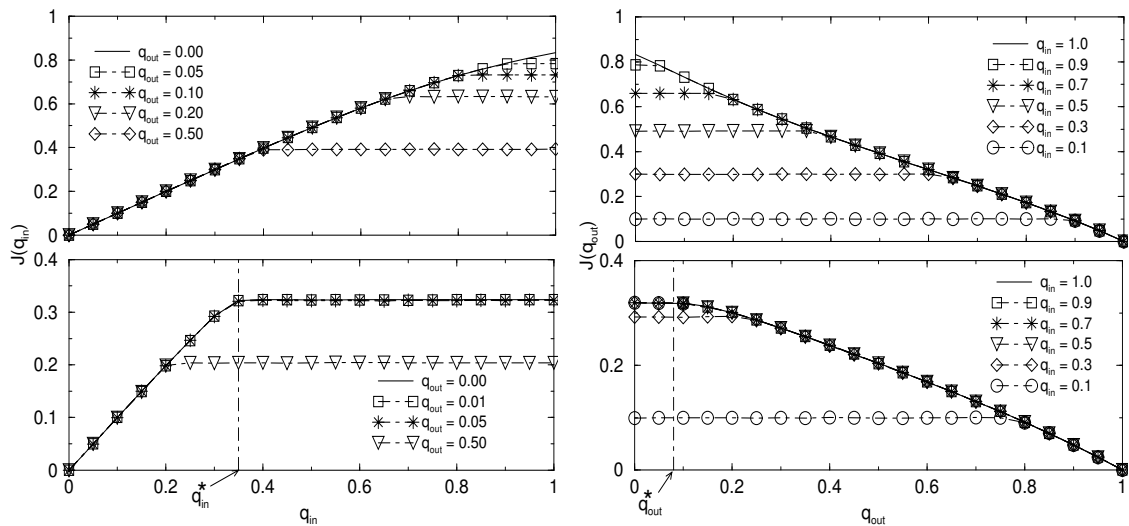 1
0.8
0.6
0.4
0.2
0
q_out = 0.00
q_out = 0.05
q_out = 0.10
q_out = 0.20
q_out = 0.50
J(q_in)
0.4
0.3
0.2
0.1
0
q_out = 0.00
q_out = 0.01
q_out = 0.05
q_out = 0.50
0 0.2 0.4 0.6 0.8 1
q*_in
q_in
1
0.8
0.6
0.4
0.2
0
q_in = 1.0
q_in = 0.9
q_in = 0.7
q_in = 0.5
q_in = 0.3
q_in = 0.1
J(q_out)
0.4
0.3
0.2
0.1
0
q_in = 1.0
q_in = 0.9
q_in = 0.7
q_in = 0.5
q_in = 0.3
q_in = 0.1
0 0.2 0.4 0.6 0.8 1
q*_out
q_out